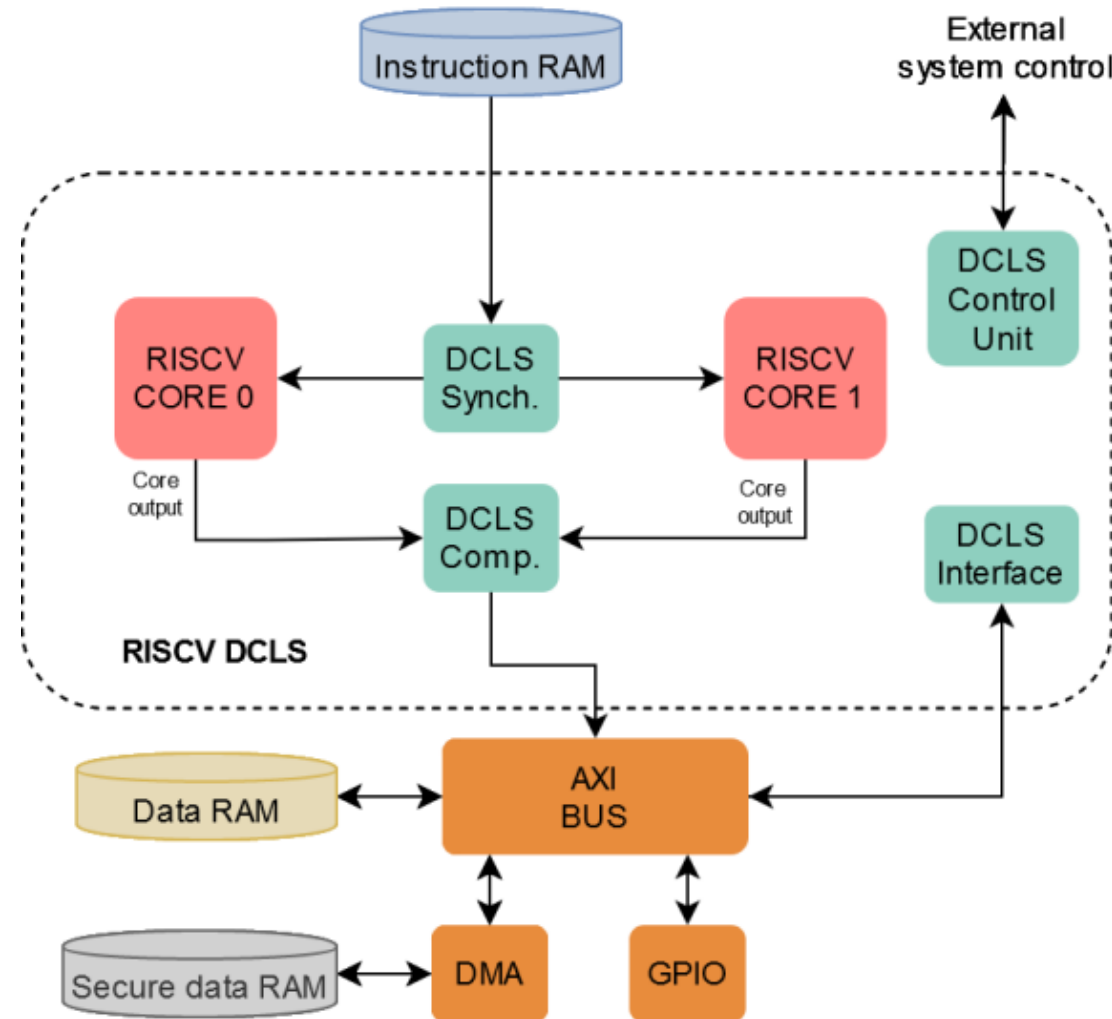 Instruction RAM
External
system control
DCLS
Control
Unit
RISCV
CORE 0
DCLS
Synch.
RISCV
CORE 1
Core
output
DCLS
Comp.
Core
output
DCLS
Interface
RISCV DCLS
AXI
BUS
Data RAM
DMA
GPIO
Secure data RAM